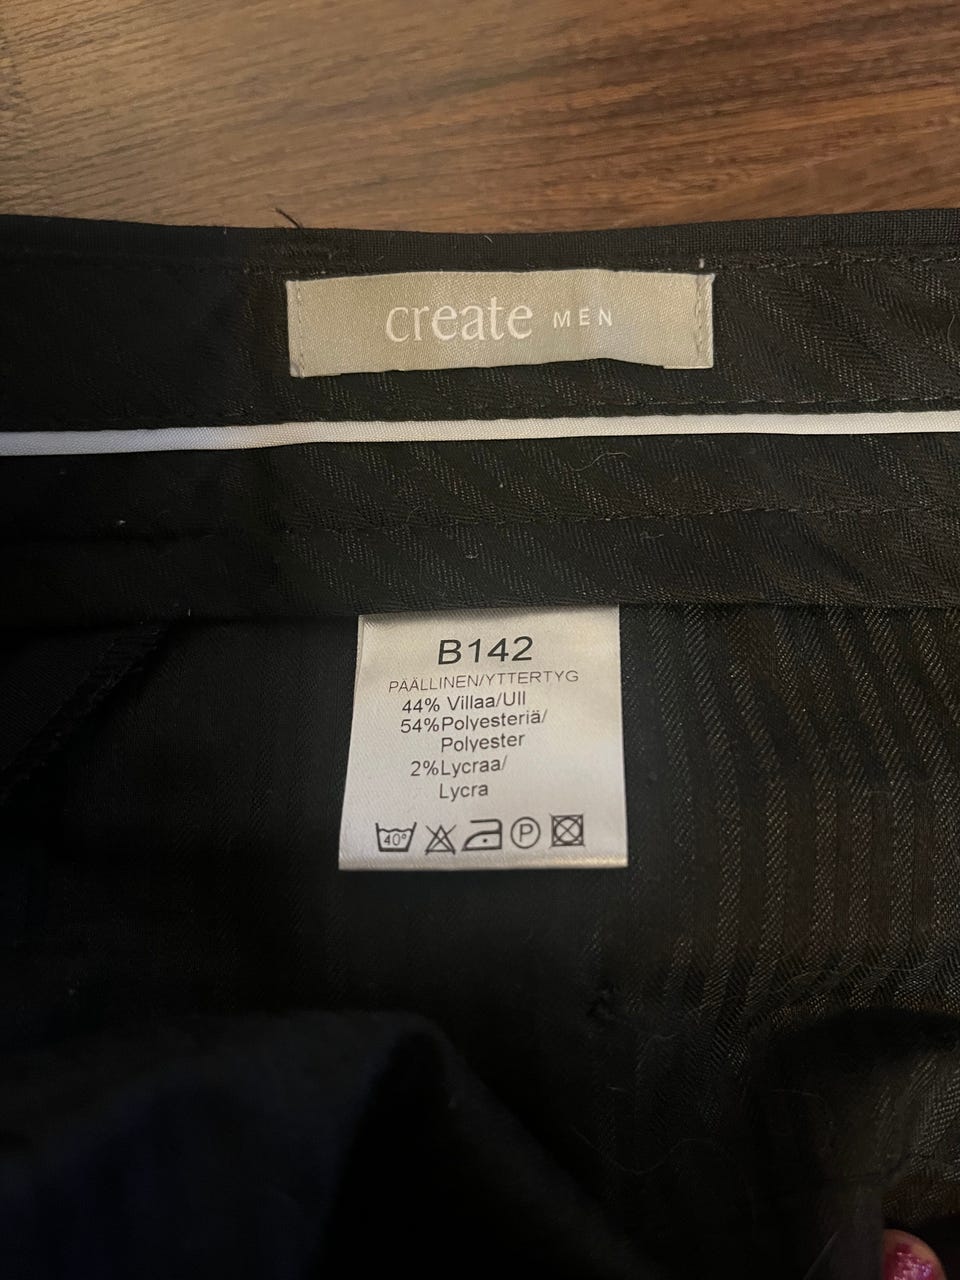 create MEN
B142
PÄÄLLINEN/YTTERTYG
44% Villaa/Ull
54%Polyesteriä/
Polyester
2%Lycraa/
Lycra
40° P